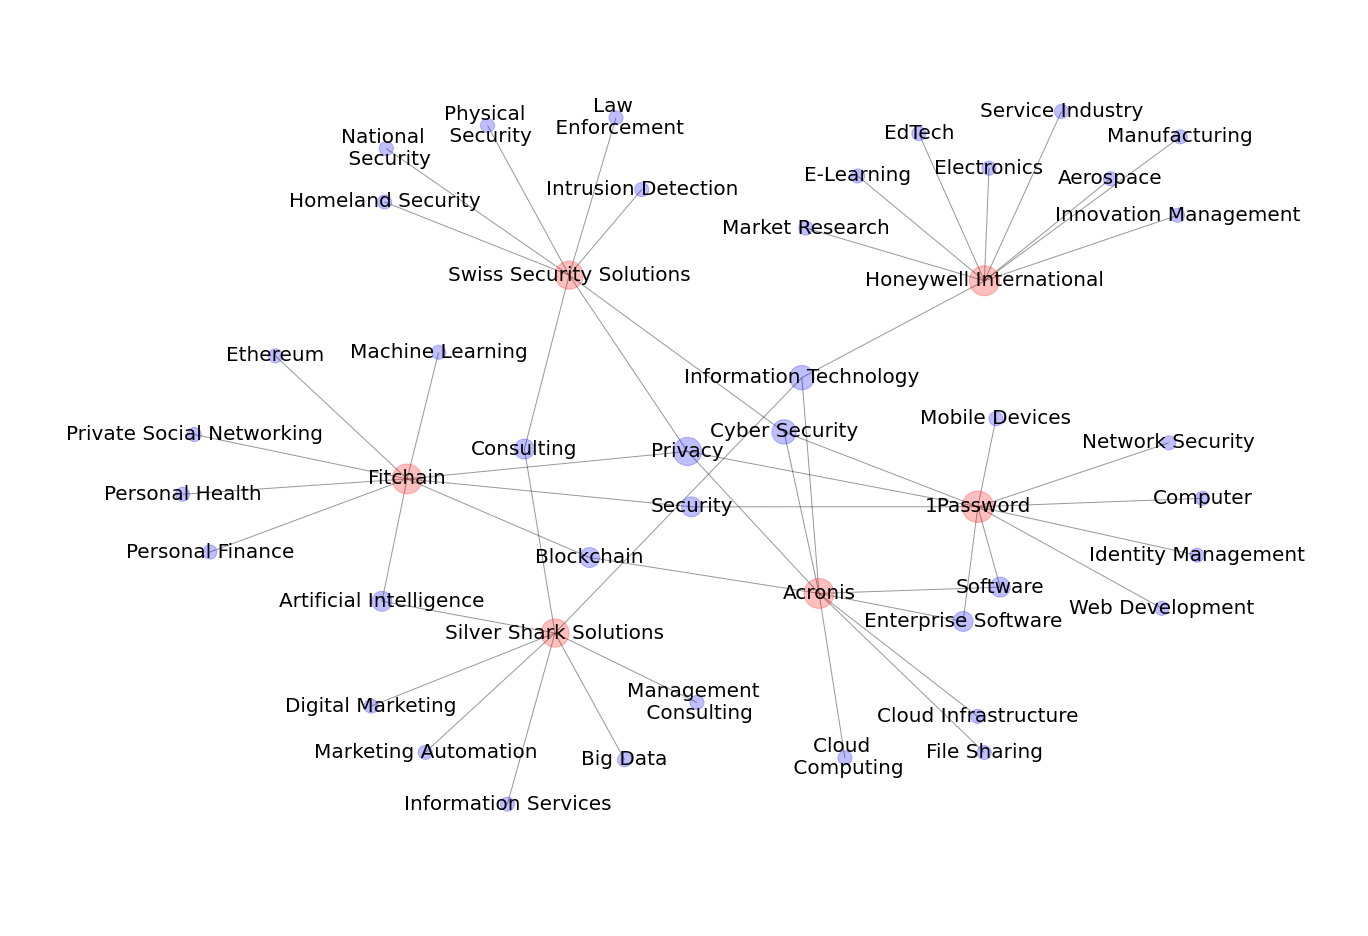 Law
Enforcement
Physical
Security
National
Security
Homeland Security
Intrusion Detection
Swiss Security Solutions
Service Industry
EdTech
Manufacturing
Electronics
E-Learning
Aerospace
Innovation Management
Market Research
Honeywell International
Ethereum
Machine Learning
Information Technology
Private Social Networking
Consulting
Cyber Security
Privacy
Mobile Devices
Network Security
Fitchain
Personal Health
Security
1Password
Computer
Personal Finance
Blockchain
Identity Management
Artificial Intelligence
Acronis
Software
Web Development
Enterprise Software
Silver Shark Solutions
Digital Marketing
Management
Consulting
Cloud Infrastructure
Marketing Automation
Big Data
Cloud
Computing
File Sharing
Information Services